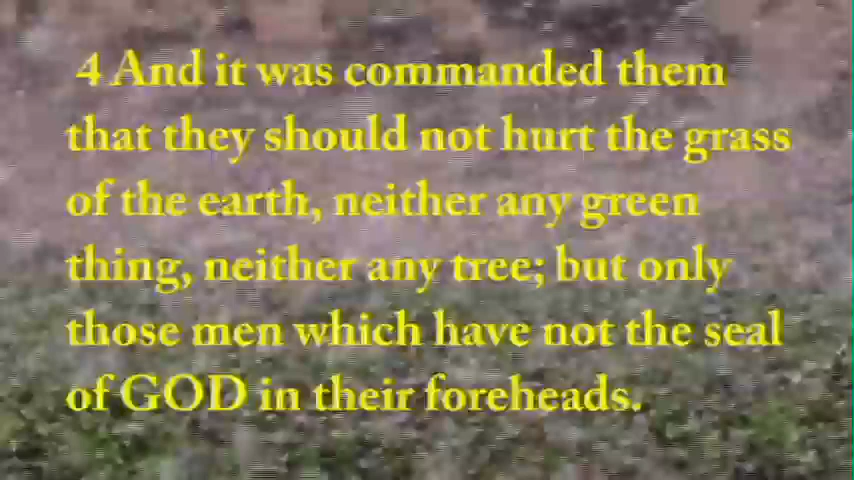 4 And it was commanded them
that they should not hurt the grass
of the earth, neither any green
thing, neither any tree; but only
those men which have not the seal
of GOD in their foreheads.